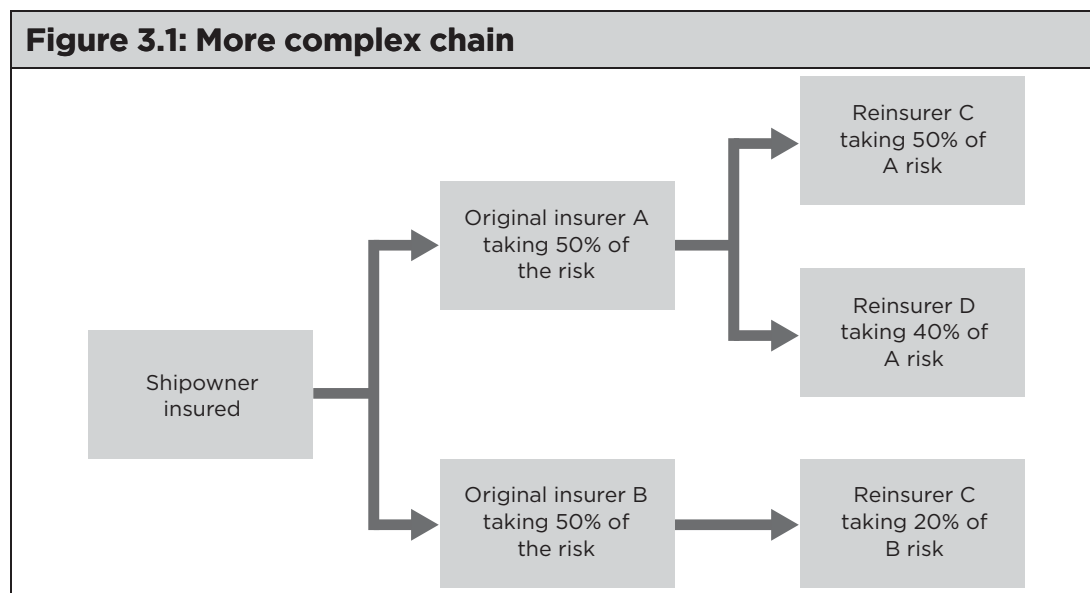 Figure 3.1: More complex chain
Shipowner
insured
Original insurer A
taking 50% of
the risk
Original insurer B
taking 50% of
the risk
Reinsurer C
taking 50% of
A risk
Reinsurer D
taking 40% of
A risk
Reinsurer C
taking 20% of
B risk